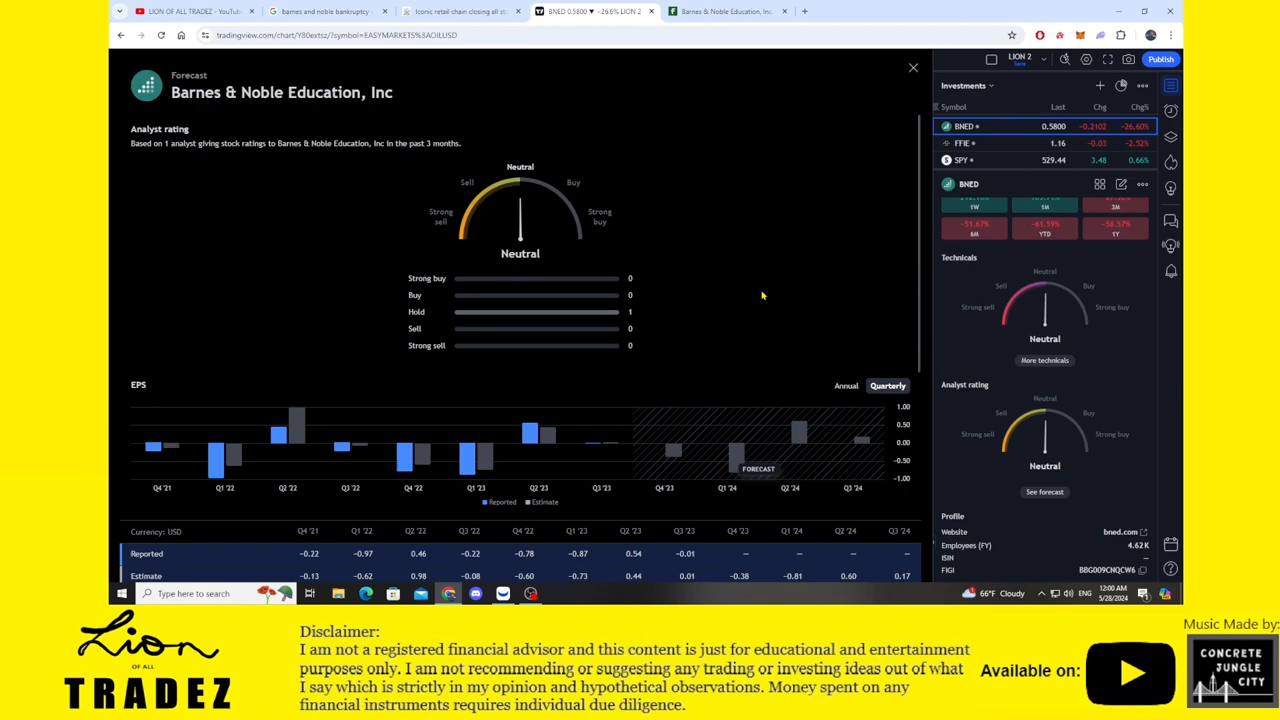 LION OF ALL TRADEZ - YouTub
barnes and noble bankruptcy -
Iconic retail chain closing all st
BNED 0.5800 ▼ −26.6% LION 2
Barnes & Noble Education, Inc.
tradingview.com/chart/Y80extsz/?symbol=EASYMARKETS%3AOILUSD
LION 2
Save
Publish
Forecast
Barnes & Noble Education, Inc
Analyst rating
Based on 1 analyst giving stock ratings to Barnes & Noble Education, Inc in the past 3 months.
Neutral
Sell
Buy
Strong sell
Strong buy
Neutral
Strong buy 0
Buy 0
Hold 1
Sell 0
Strong sell 0
EPS
Annual
Quarterly
1.00
0.50
0.00
−0.50
−1.00
FORECAST
Q4 '21 Q1 '22 Q2 '22 Q3 '22 Q4 '22 Q1 '23 Q2 '23 Q3 '23 Q4 '23 Q1 '24 Q2 '24 Q3 '24
Reported Estimate
Currency: USD Q4 '21 Q1 '22 Q2 '22 Q3 '22 Q4 '22 Q1 '23 Q2 '23 Q3 '23 Q4 '23 Q1 '24 Q2 '24 Q3 '24
Reported −0.22 −0.97 0.46 −0.22 −0.78 −0.87 0.54 −0.01 — — — —
Estimate −0.13 −0.62 0.98 −0.08 −0.60 −0.73 0.44 0.01 −0.38 −0.81 0.60 0.17
Investments
Symbol Last Chg Chg%
BNED 0.5800 −0.2102 −26.60%
FFIE 1.16 −0.03 −2.52%
SPY 529.44 3.48 0.66%
BNED
1W 1M 3M
−51.67% −61.59% −58.57%
6M YTD 1Y
Technicals
Neutral
Sell
Buy
Strong sell
Strong buy
Neutral
More technicals
Analyst rating
Neutral
Sell
Buy
Strong sell
Strong buy
Neutral
See forecast
Profile
Website bned.com
Employees (FY) 4.62K
ISIN —
FIGI BBG009CNQCW6
Type here to search
66°F Cloudy
ENG
12:00 AM
5/28/2024
Lion
OF ALL
TRADEZ
Disclaimer:
I am not a registered financial advisor and this content is just for educational and entertainment
purposes only. I am not recommending or suggesting any trading or investing ideas out of what
I say which is strictly in my opinion and hypothetical observations. Money spent on any
financial instruments requires individual due diligence.
Available on:
Music Made by:
CONCRETE
JUNGLE
CITY